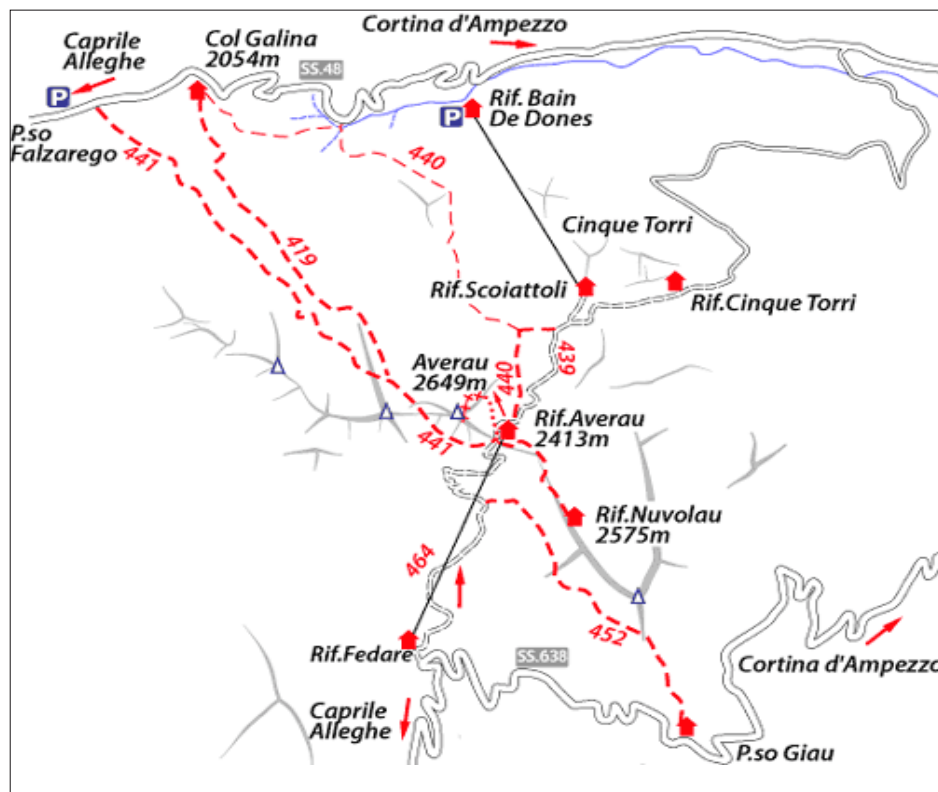 Cortina d'Ampezzo
Caprile
Alleghe
Col Galina
2054m
SS.48
P
P.so
Falzarego
441
P
Rif. Bain
De Dones
440
419
Cinque Torri
Rif.Scoiattoli
Rif.Cinque Torri
439
Averau
2649m
440
Rif.Averau
2413m
441
Rif.Nuvolau
2575m
464
452
Rif.Fedare
SS.638
Cortina d'Ampezzo
Caprile
Alleghe
P.so Giau